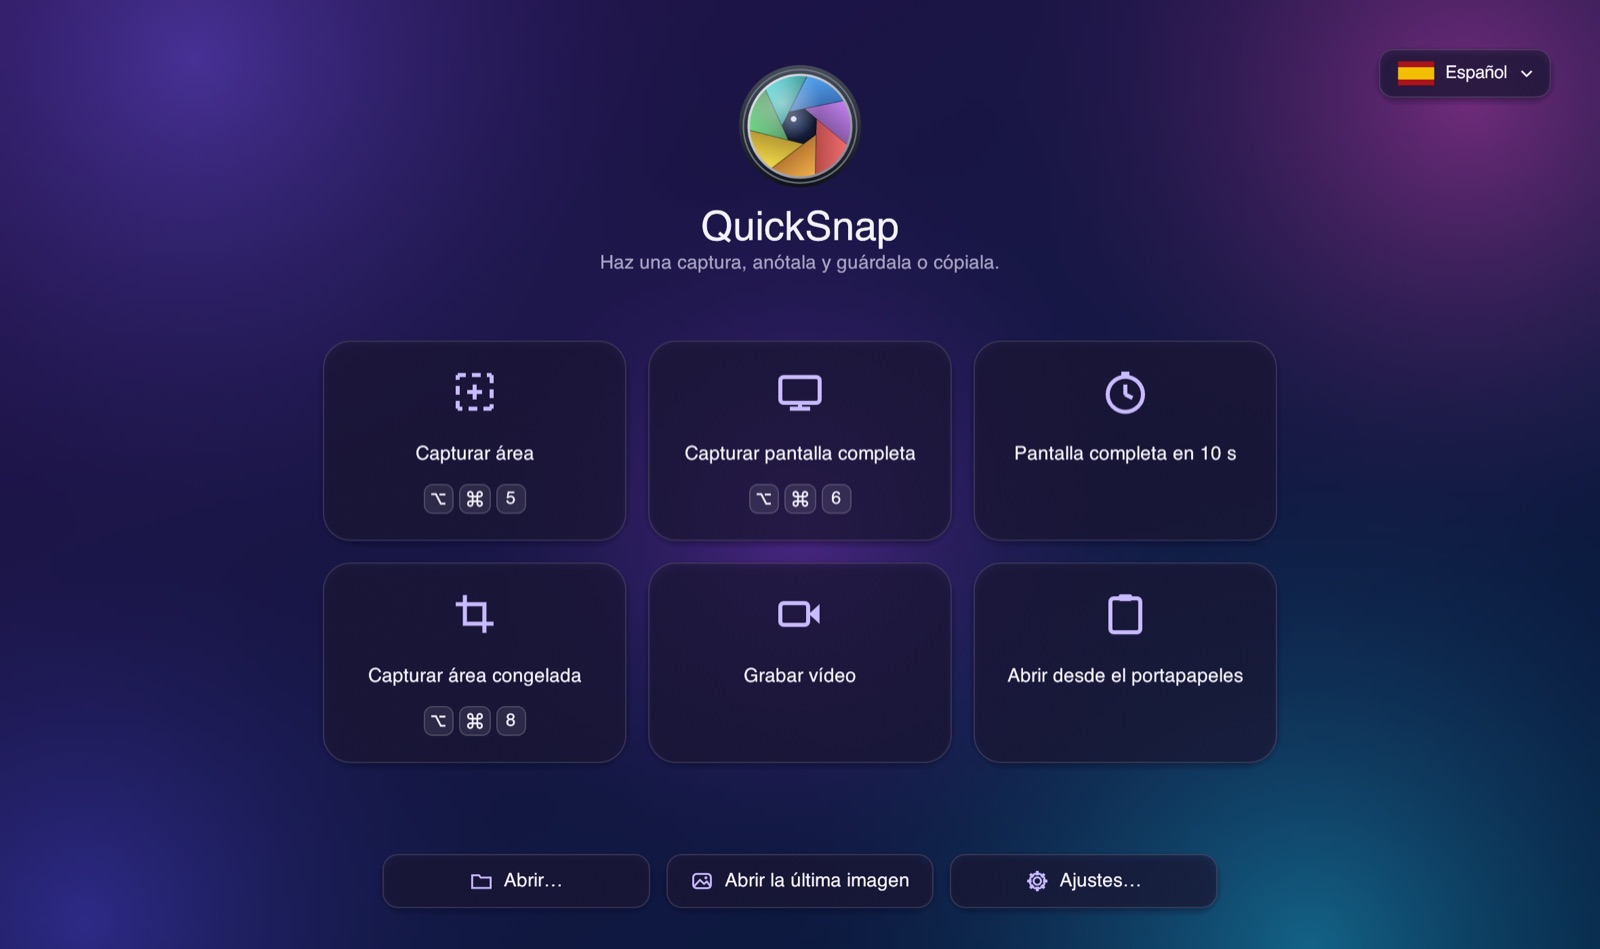 Español
QuickSnap
Haz una captura, anótala y guárdala o cópiala.
Capturar área
⌥ ⌘ 5
Capturar pantalla completa
⌥ ⌘ 6
Pantalla completa en 10 s
Capturar área congelada
⌥ ⌘ 8
Grabar vídeo
Abrir desde el portapapeles
Abrir…
Abrir la última imagen
Ajustes…